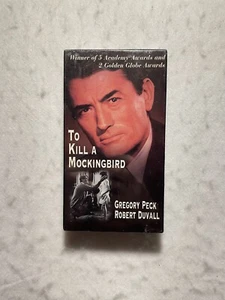 Winner of 3 Academy Awards and
2 Golden Globe Awards
TO
KILL A
MOCKINGBIRD
GREGORY PECK
ROBERT DUVALL